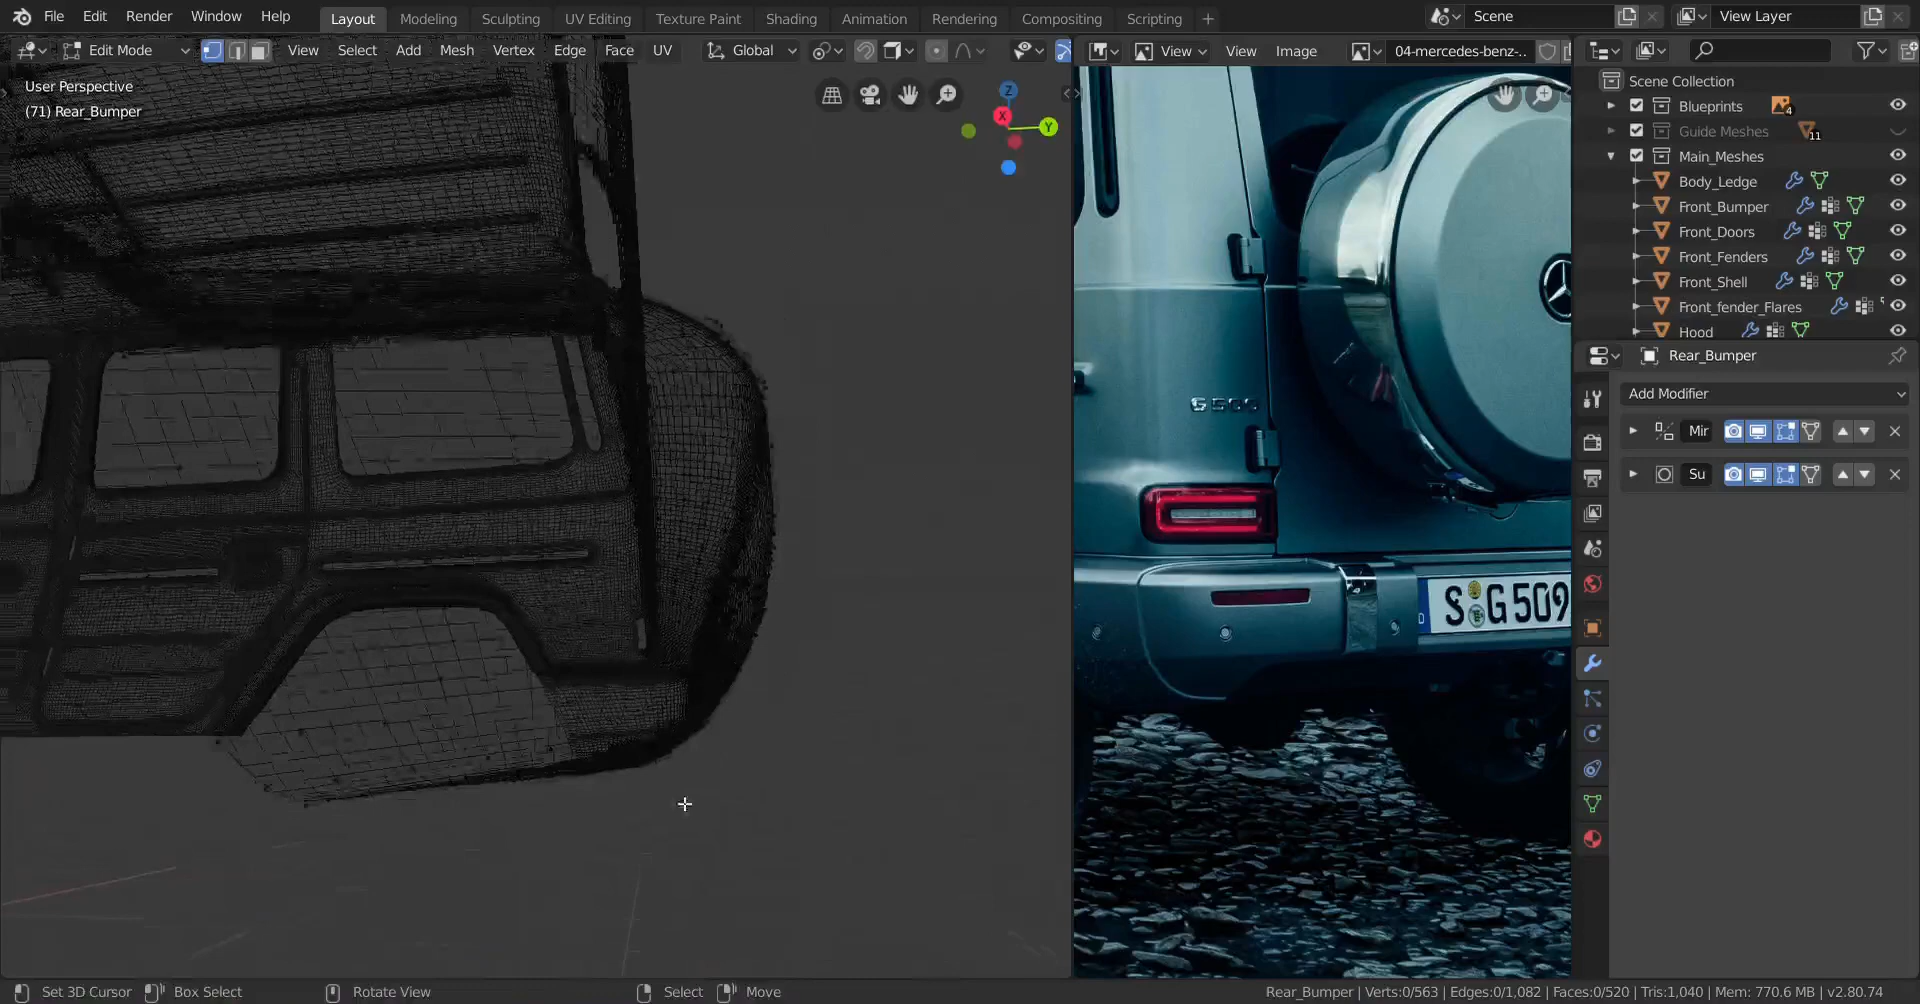 File Edit Render Window Help Layout Modeling Sculpting UV Editing Texture Paint Shading Animation Rendering Compositing Scripting + Scene View Layer
Edit Mode View Select Add Mesh Vertex Edge Face UV Global View View Image 04-mercedes-benz-..
User Perspective
(71) Rear_Bumper
Z
X
Y
G 500
S G 509
D
Scene Collection
Blueprints 4
Guide Meshes 11
Main_Meshes
Body_Ledge
Front_Bumper
Front_Doors
Front_Fenders
Front_Shell
Front_fender_Flares
Hood
Rear_Bumper
Add Modifier
Mir
Su
Set 3D Cursor Box Select Rotate View Select Move Rear_Bumper | Verts:0/563 | Edges:0/1,082 | Faces:0/520 | Tris:1,040 | Mem: 770.6 MB | v2.80.74